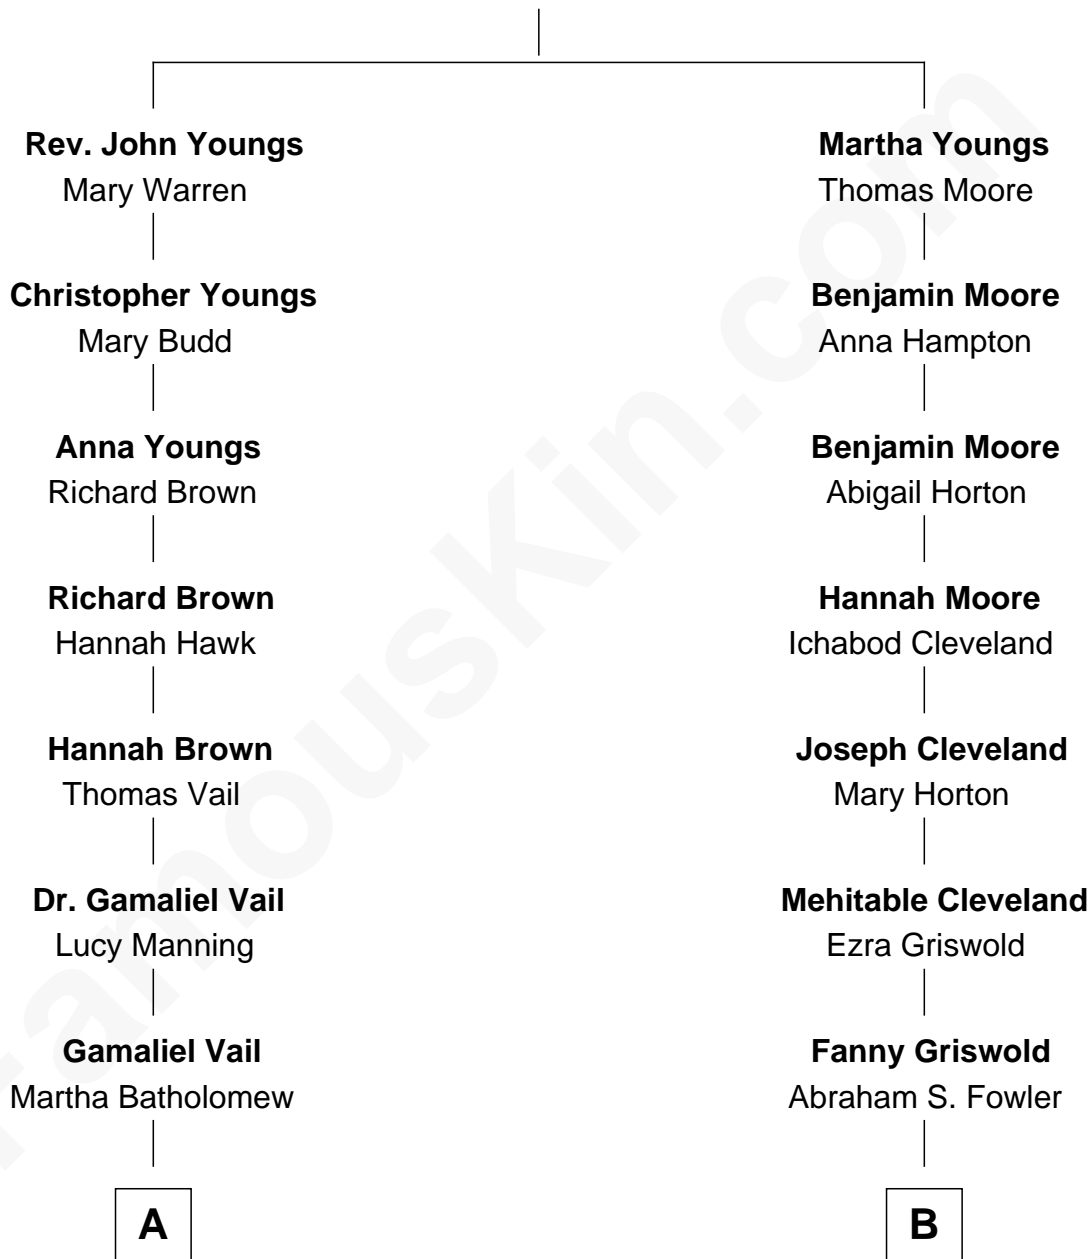 Rev. John Youngs
Mary Warren
Christopher Youngs
Mary Budd
Anna Youngs
Richard Brown
Richard Brown
Hannah Hawk
Hannah Brown
Thomas Vail
Dr. Gamaliel Vail
Lucy Manning
Gamaliel Vail
Martha Batholomew
A
Martha Youngs
Thomas Moore
Benjamin Moore
Anna Hampton
Benjamin Moore
Abigail Horton
Hannah Moore
Ichabod Cleveland
Joseph Cleveland
Mary Horton
Mehitable Cleveland
Ezra Griswold
Fanny Griswold
Abraham S. Fowler
B
FamousKin.com